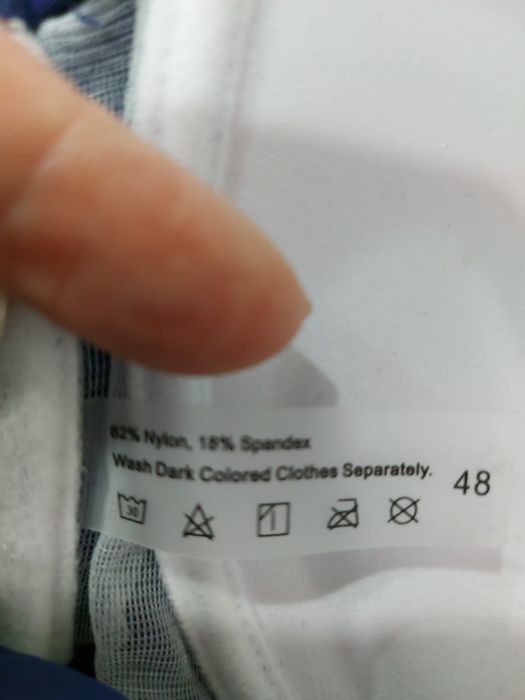 82% Nylon, 18% Spandex
Wash Dark Colored Clothes Separately.
48
30